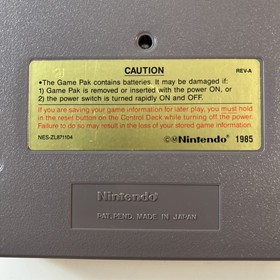 CAUTION
REV-A
•The Game Pak contains batteries. It may be damaged if:
1) Game Pak is removed or inserted with the power ON, or
2) the power switch is turned rapidly ON and OFF.
If you are saving your game information for later play, you must hold
in the reset button on the Control Deck while turning off the power.
Failure to do so may result in the loss of your stored game information.
NES-ZL871104
©Ⓜ Nintendo® 1985
Nintendo
PAT. PEND. MADE IN JAPAN